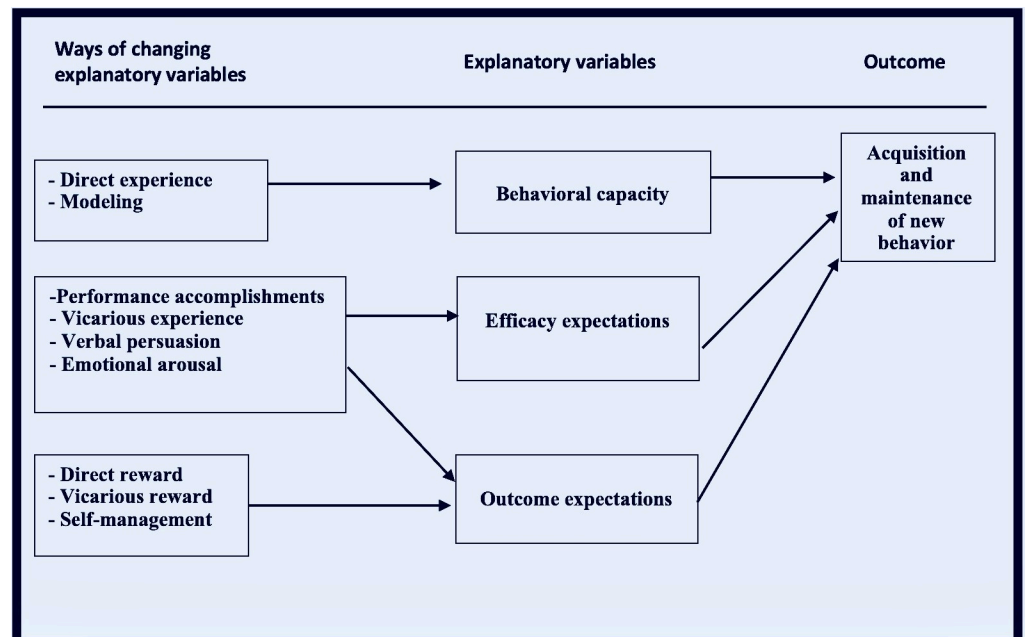 Ways of changing
explanatory variables
Explanatory variables
Outcome
- Direct experience
- Modeling
Behavioral capacity
Acquisition
and
maintenance
of new
behavior
-Performance accomplishments
- Vicarious experience
- Verbal persuasion
- Emotional arousal
Efficacy expectations
- Direct reward
- Vicarious reward
- Self-management
Outcome expectations